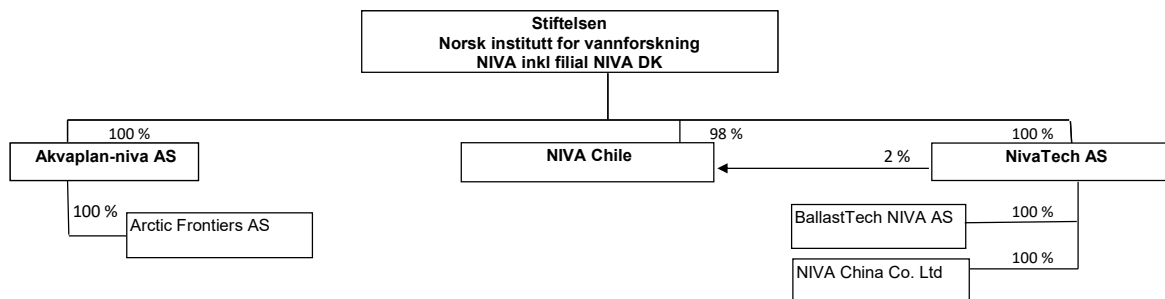 Stiftelsen
Norsk institutt for vannforskning
NIVA inkl filial NIVA DK
100 %
98 %
100 %
Akvaplan-niva AS
NIVA Chile
2 %
NivaTech AS
100 %
Arctic Frontiers AS
BallastTech NIVA AS
100 %
NIVA China Co. Ltd
100 %